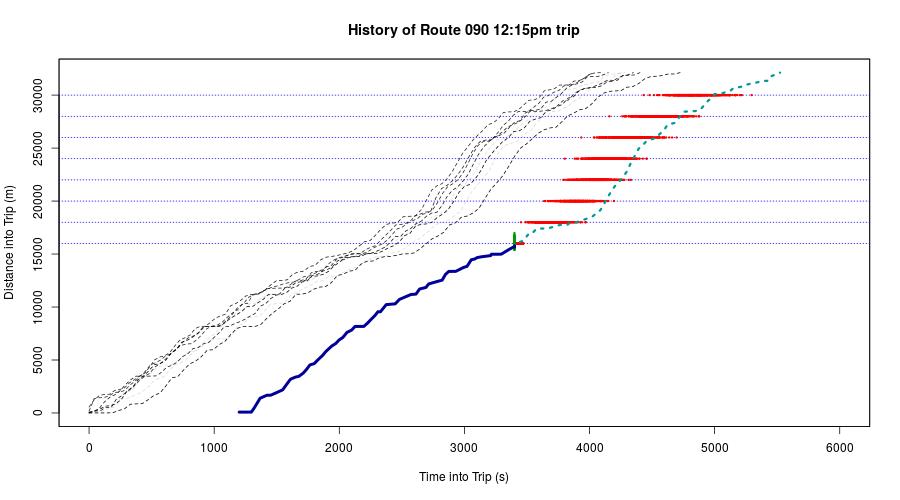 History of Route 090 12:15pm trip
Distance into Trip (m)
30000
25000
20000
15000
10000
5000
0
0 1000 2000 3000 4000 5000 6000
Time into Trip (s)